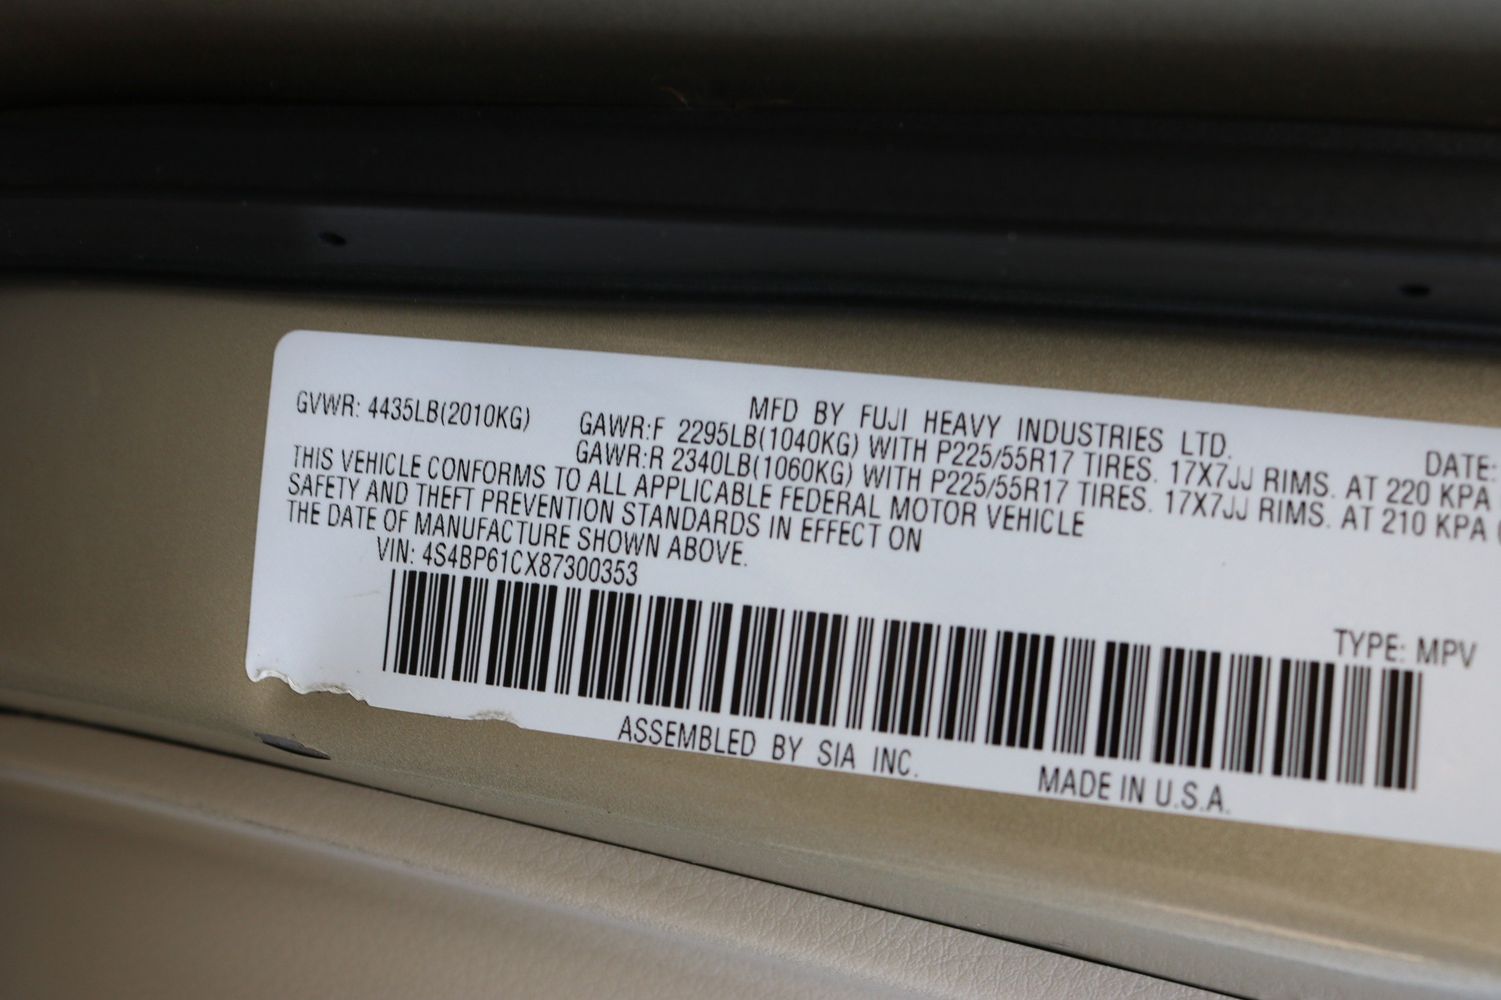 MFD BY FUJI HEAVY INDUSTRIES LTD. DATE:
GVWR: 4435LB(2010KG)
GAWR:F 2295LB(1040KG) WITH P225/55R17 TIRES. 17X7JJ RIMS. AT 220 KPA
GAWR:R 2340LB(1060KG) WITH P225/55R17 TIRES. 17X7JJ RIMS. AT 210 KPA
THIS VEHICLE CONFORMS TO ALL APPLICABLE FEDERAL MOTOR VEHICLE
SAFETY AND THEFT PREVENTION STANDARDS IN EFFECT ON
THE DATE OF MANUFACTURE SHOWN ABOVE.
VIN: 4S4BP61CX87300353
TYPE: MPV
ASSEMBLED BY SIA INC.
MADE IN U.S.A.